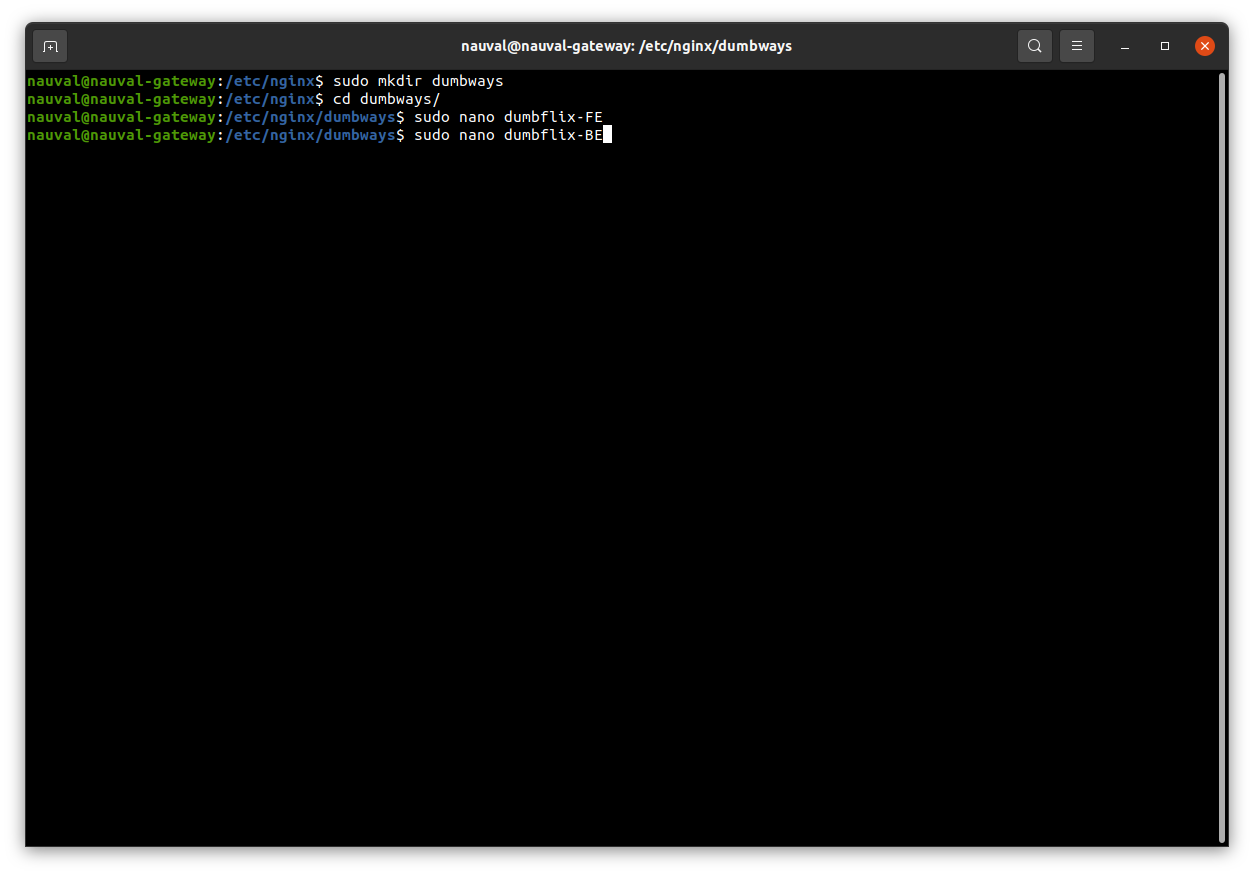 nauval@nauval-gateway: /etc/nginx/dumbways
nauval@nauval-gateway:/etc/nginx$ sudo mkdir dumbways
nauval@nauval-gateway:/etc/nginx$ cd dumbways/
nauval@nauval-gateway:/etc/nginx/dumbways$ sudo nano dumbflix-FE
nauval@nauval-gateway:/etc/nginx/dumbways$ sudo nano dumbflix-BE